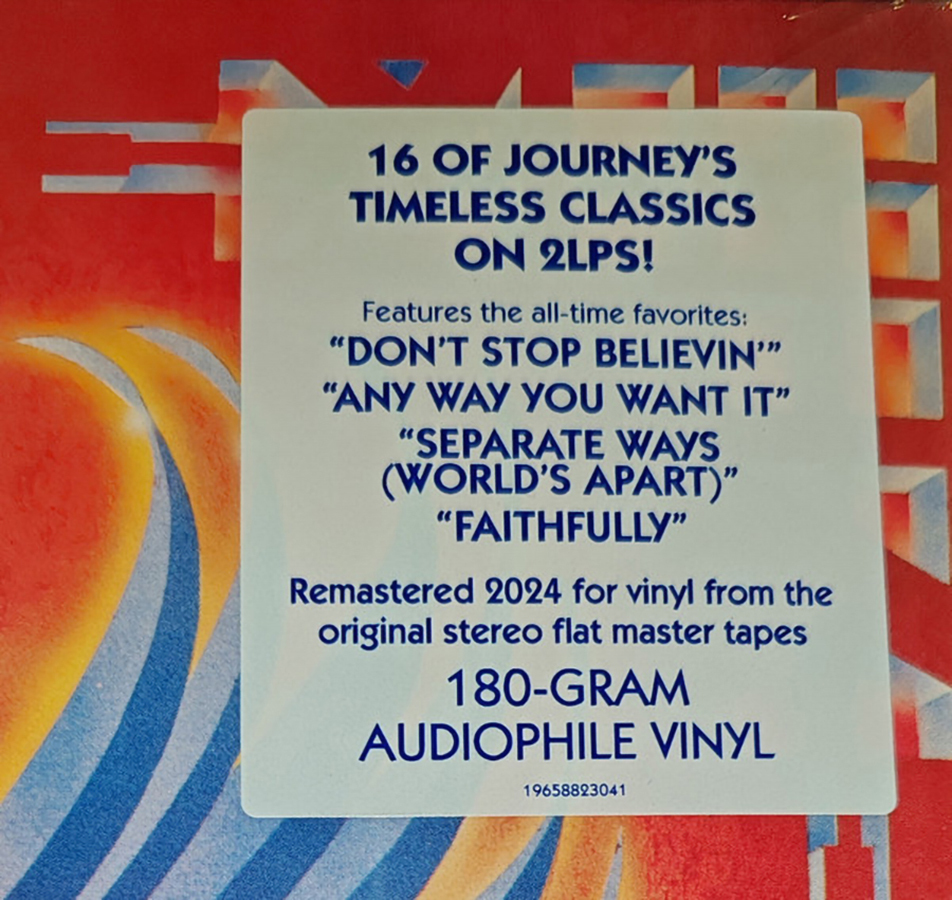 16 OF JOURNEY'S
TIMELESS CLASSICS
ON 2LPS!
Features the all-time favorites:
“DON'T STOP BELIEVIN'”
“ANY WAY YOU WANT IT”
“SEPARATE WAYS
(WORLD'S APART)”
“FAITHFULLY”
Remastered 2024 for vinyl from the
original stereo flat master tapes
180-GRAM
AUDIOPHILE VINYL
19658823041